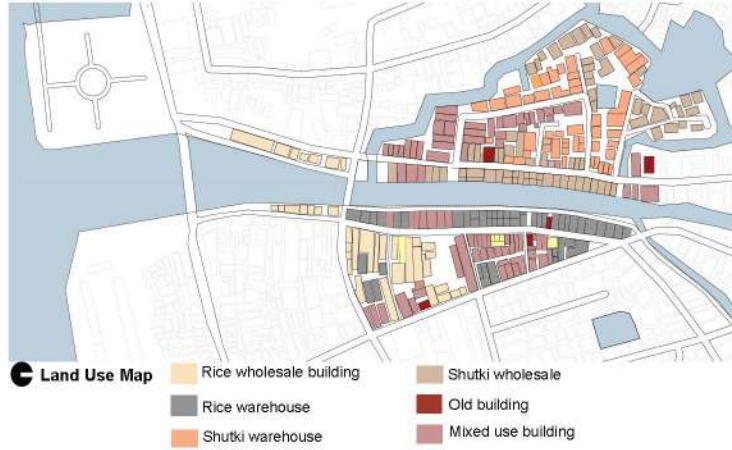 Land Use Map
Rice wholesale building
Rice warehouse
Shutki warehouse
Shutki wholesale
Old building
Mixed use building